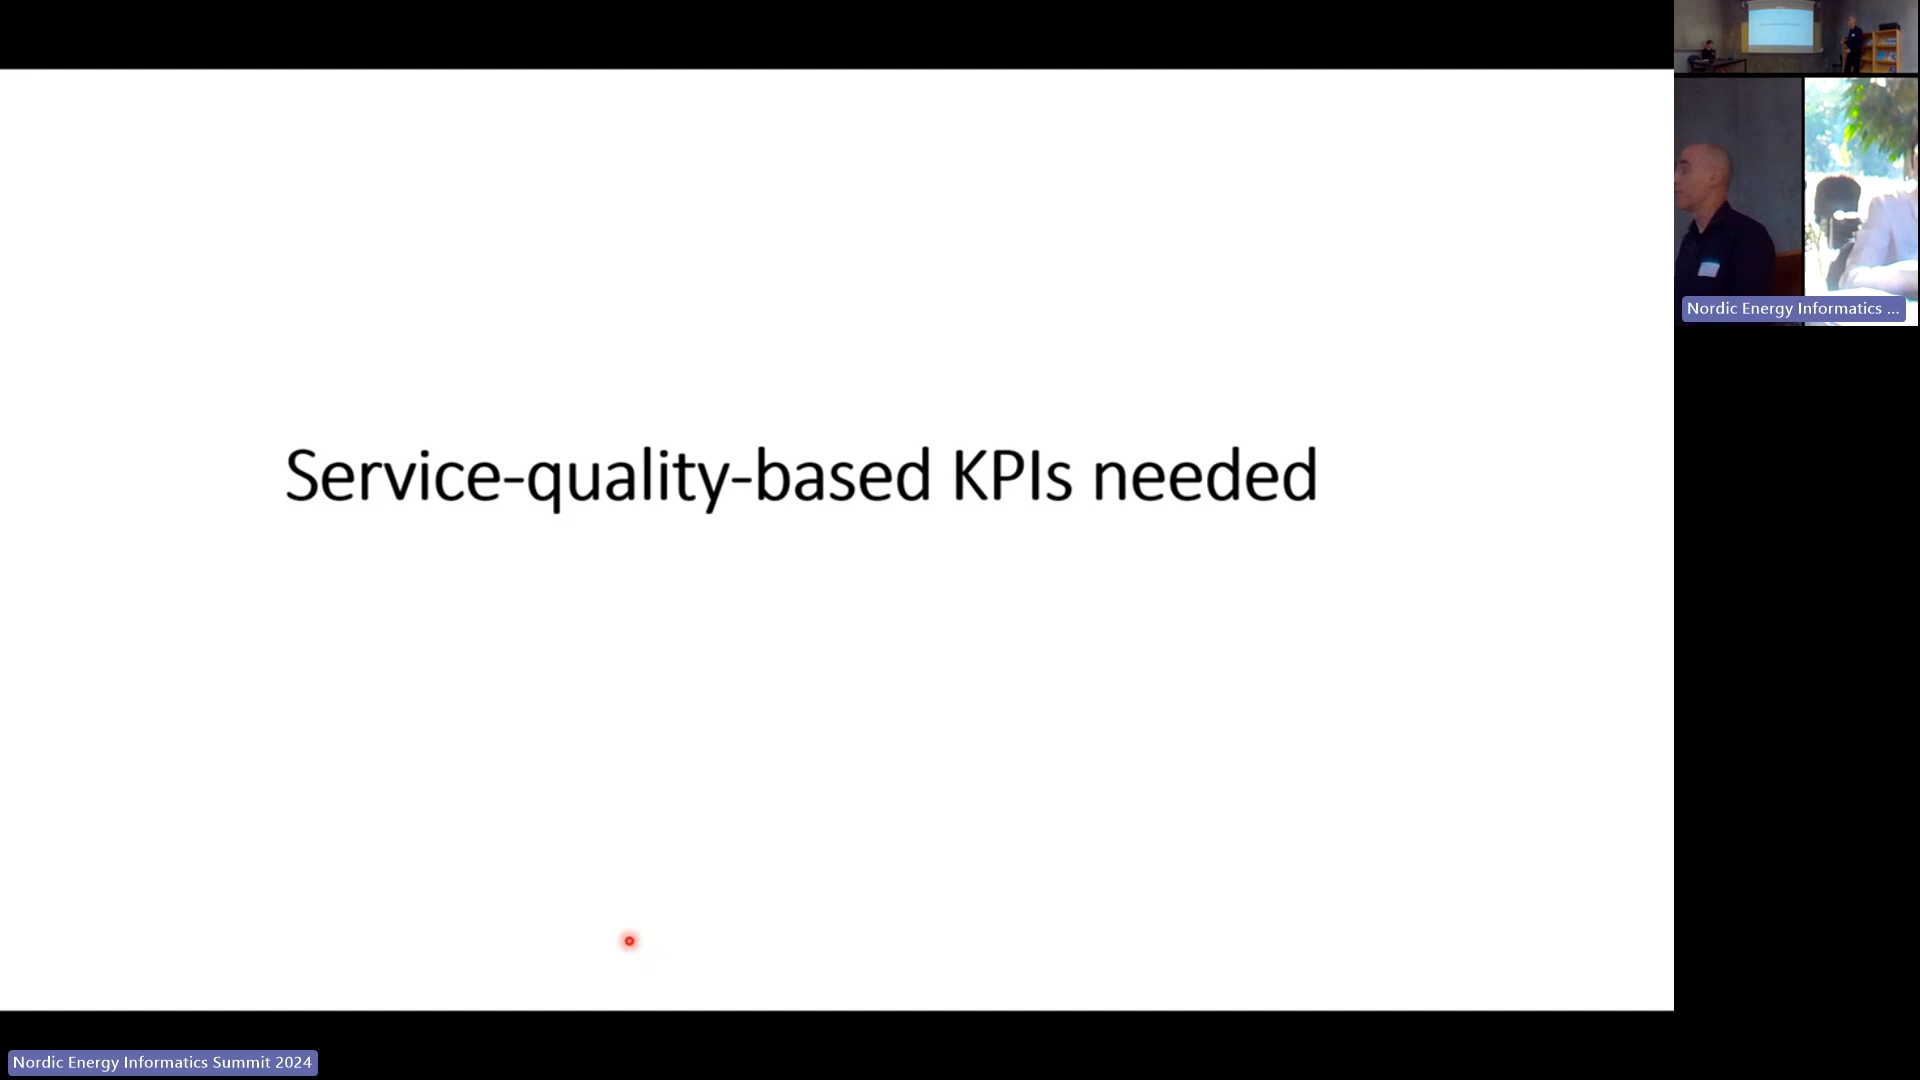 Service-quality-based KPIs needed
Nordic Energy Informatics ...
Nordic Energy Informatics Summit 2024